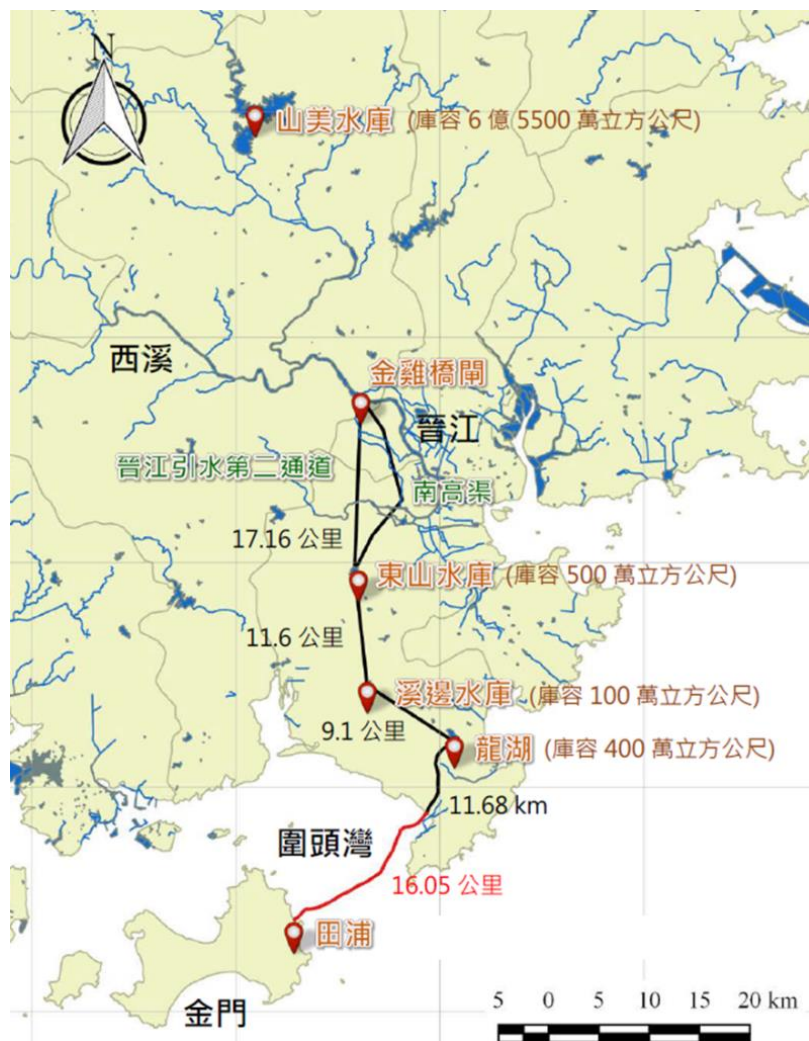 N
山美水庫 (庫容 6 億 5500 萬立方公尺)
西溪
金雞橋閘
晉江
晉江引水第二通道
南高渠
17.16 公里
東山水庫 (庫容 500 萬立方公尺)
11.6 公里
溪邊水庫 (庫容 100 萬立方公尺)
9.1 公里
龍湖 (庫容 400 萬立方公尺)
11.68 km
圍頭灣
16.05 公里
田浦
金門
5 0 5 10 15 20 km